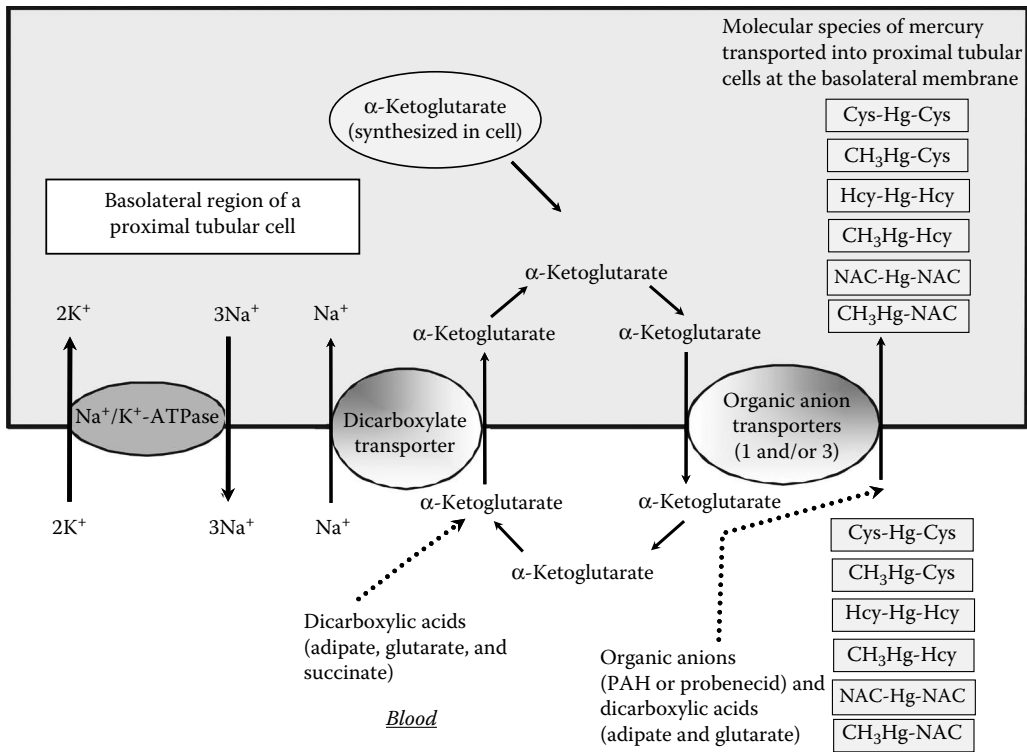 Molecular species of mercury
transported into proximal tubular
cells at the basolateral membrane
Cys-Hg-Cys
CH₃Hg-Cys
Hcy-Hg-Hcy
CH₃Hg-Hcy
NAC-Hg-NAC
CH₃Hg-NAC
α-Ketoglutarate
(synthesized in cell)
Basolateral region of a
proximal tubular cell
α-Ketoglutarate
2K⁺
3Na⁺
Na⁺
α-Ketoglutarate
α-Ketoglutarate
Na⁺/K⁺-ATPase
Dicarboxylate
transporter
Organic anion
transporters
(1 and/or 3)
2K⁺
3Na⁺
Na⁺
α-Ketoglutarate
α-Ketoglutarate
α-Ketoglutarate
Cys-Hg-Cys
CH₃Hg-Cys
Hcy-Hg-Hcy
CH₃Hg-Hcy
NAC-Hg-NAC
CH₃Hg-NAC
Dicarboxylic acids
(adipate, glutarate, and
succinate)
Organic anions
(PAH or probenecid) and
dicarboxylic acids
(adipate and glutarate)
Blood